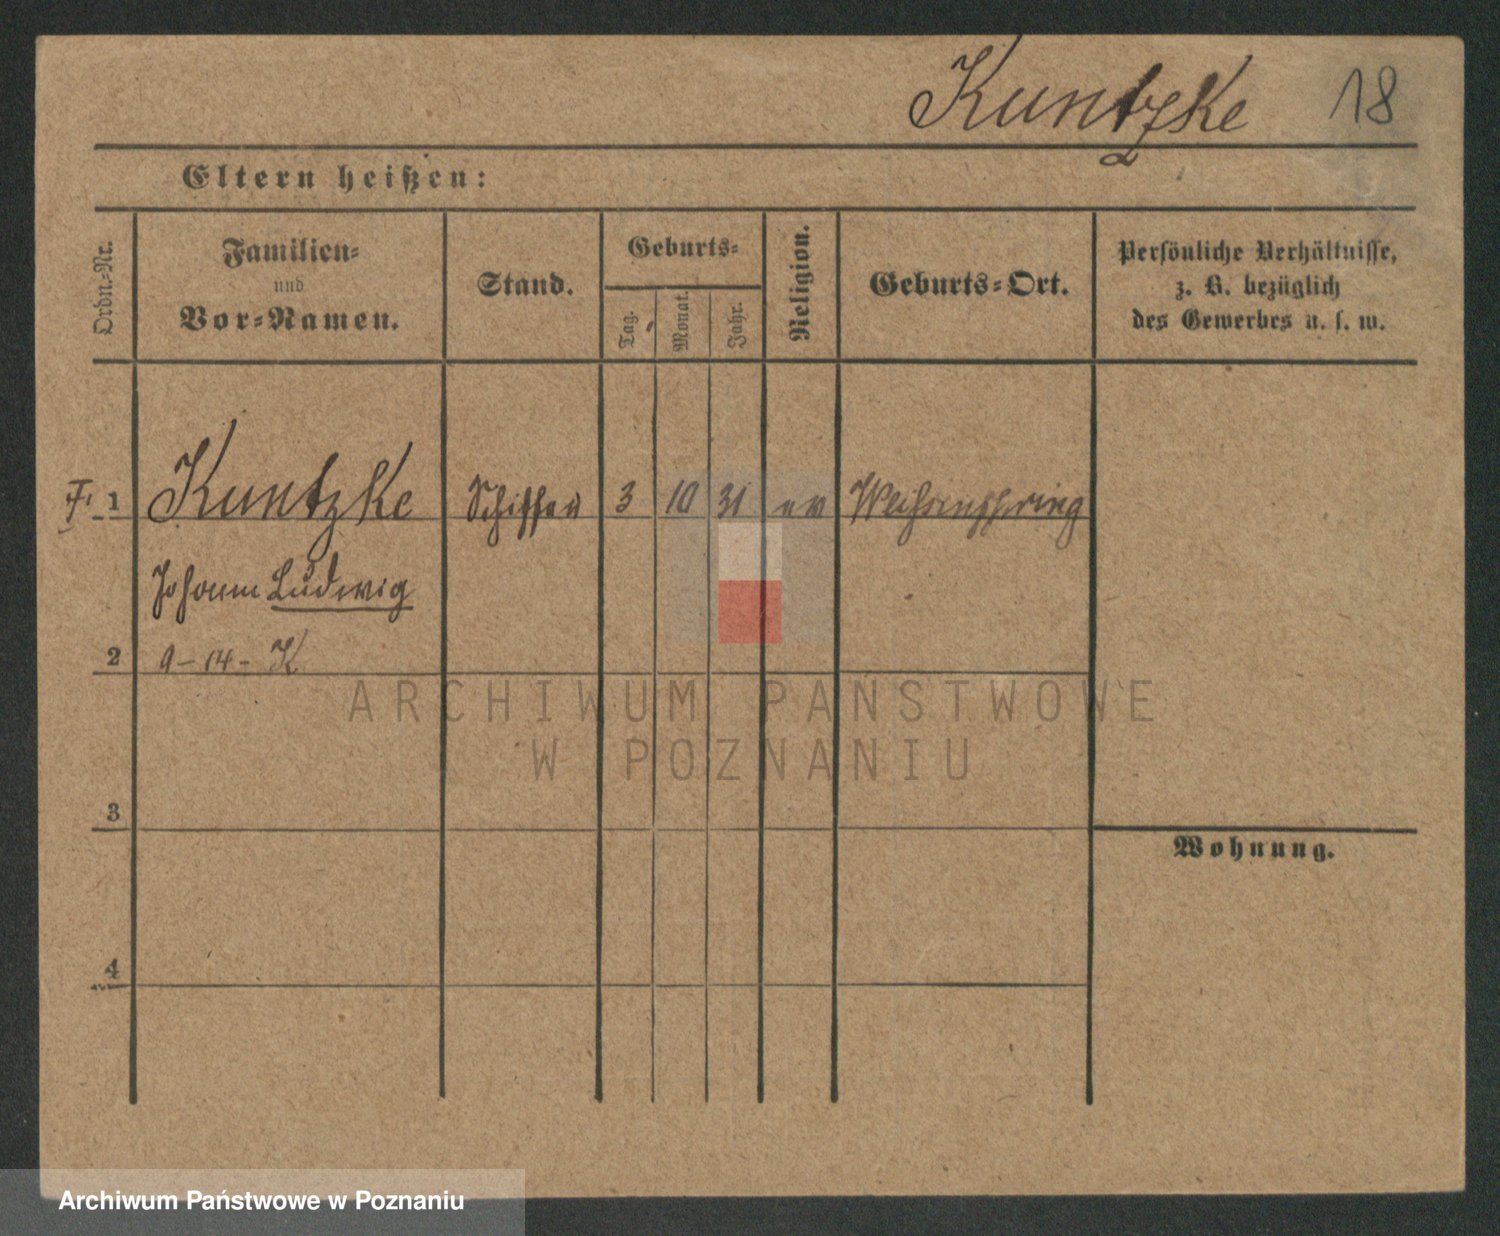 Kuntzke 18
Eltern heißen:
Ordn.-Nr.
Familien-
und
Vor-Namen.
Stand.
Geburts-
Tag.
Monat.
Jahr.
Religion.
Geburts-Ort.
Persönliche Verhältnisse,
z. B. bezüglich
des Gewerbes u. s. w.
F. 1 Kuntzke Schiffer 3 10 31 ev
Johann Ludwig
2 9-14- K
ARCHIWUM PAŃSTWOWE
W POZNANIU
3
Wohnung.
4
Archiwum Państwowe w Poznaniu